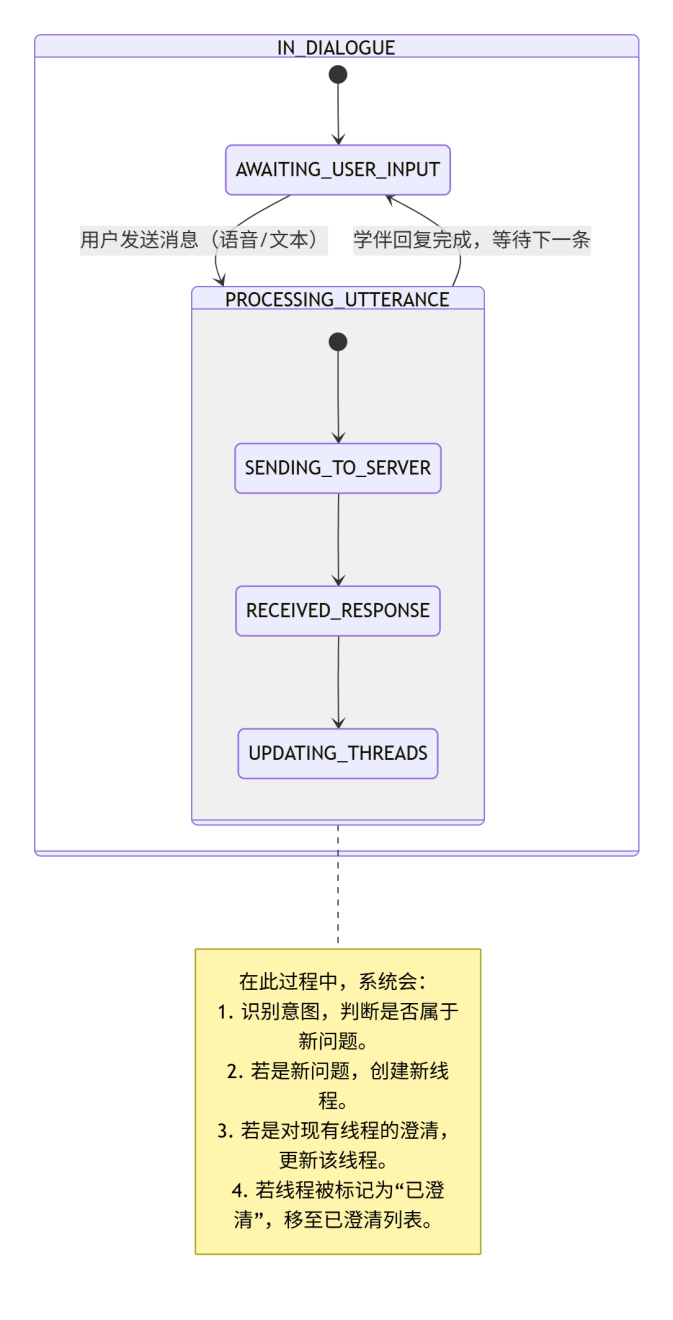 IN_DIALOGUE
AWAITING_USER_INPUT
用户发送消息（语音/文本）
学伴回复完成，等待下一条
PROCESSING_UTTERANCE
SENDING_TO_SERVER
RECEIVED_RESPONSE
UPDATING_THREADS
在此过程中，系统会：
1. 识别意图，判断是否属于
新问题。
2. 若是新问题，创建新线
程。
3. 若是对现有线程的澄清，
更新该线程。
4. 若线程被标记为“已澄
清”，移至已澄清列表。